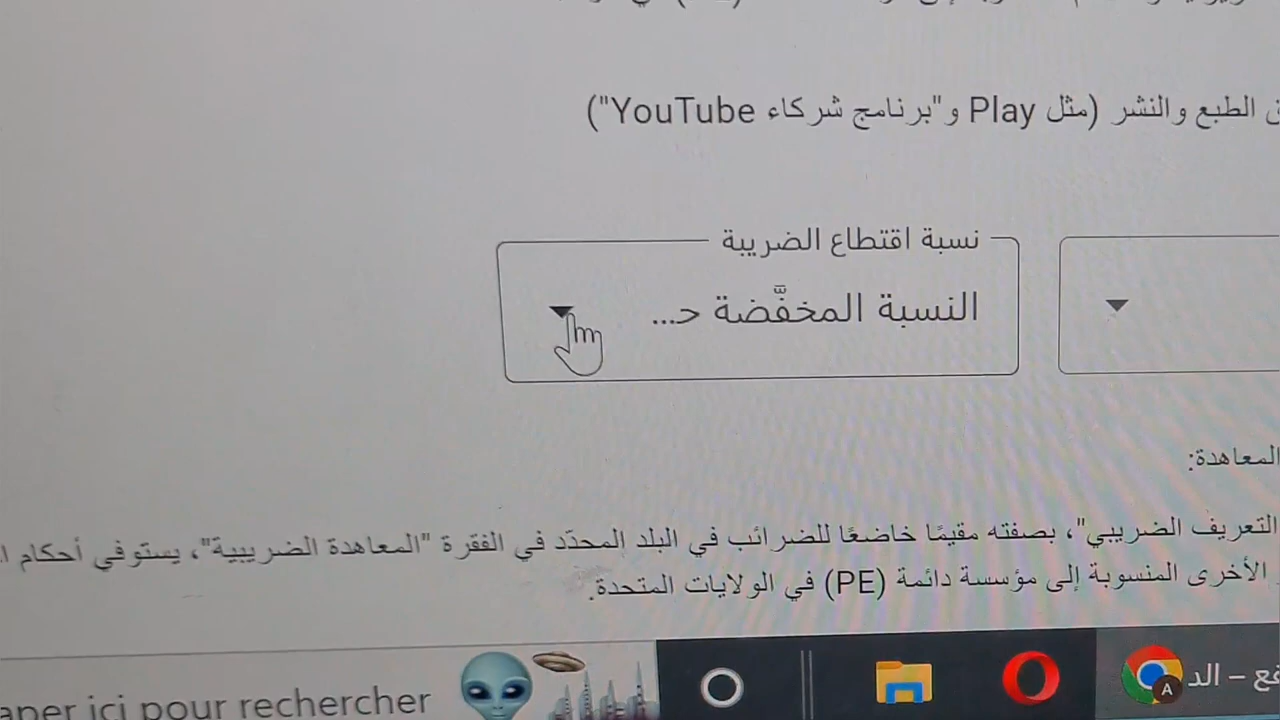 الطبع والنشر (مثل Play و"برنامج شركاء YouTube")
نسبة اقتطاع الضريبة
النسبة المخفَّضة حـ...
المعاهدة:
التعريف الضريبي"، بصفته مقيمًا خاضعًا للضرائب في البلد المحدّد في الفقرة "المعاهدة الضريبية"، يستوفي أحكام
الأخرى المنسوبة إلى مؤسسة دائمة (PE) في الولايات المتحدة.
aper ici pour rechercher
A